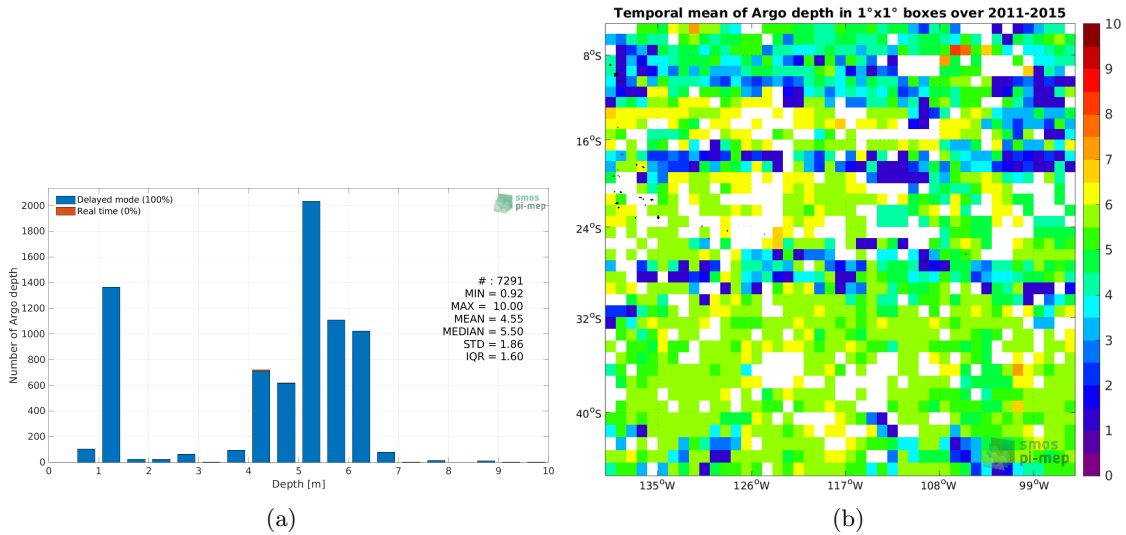 Delayed mode (100%)
Real time (0%)
smos
pi-mep
# : 7291
MIN = 0.92
MAX = 10.00
MEAN = 4.55
MEDIAN = 5.50
STD = 1.86
IQR = 1.60
Number of Argo depth
2000
1800
1600
1400
1200
1000
800
600
400
200
0
0 1 2 3 4 5 6 7 8 9 10
Depth [m]
(a)
Temporal mean of Argo depth in 1°x1° boxes over 2011-2015
8°S
16°S
24°S
32°S
40°S
135°W 126°W 117°W 108°W 99°W
smos
pi-mep
10
9
8
7
6
5
4
3
2
1
0
(b)